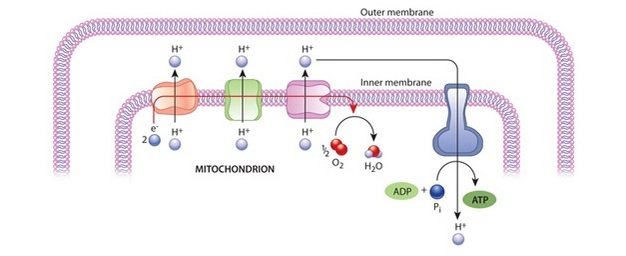 Outer membrane
H⁺ H⁺ H⁺
Inner membrane
e⁻
2
H⁺ H⁺ H⁺
½
O₂
H₂O
MITOCHONDRION
ADP + Pᵢ ATP
H⁺